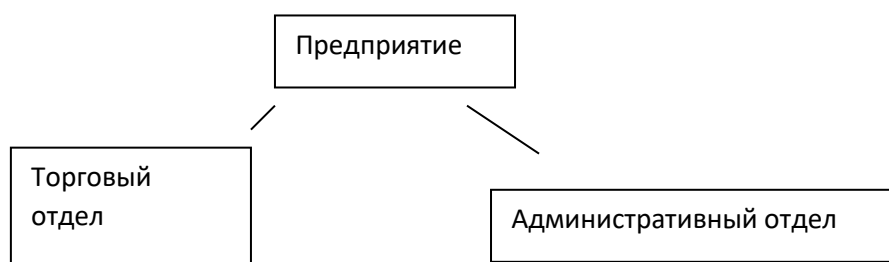 Предприятие
Торговый
отдел
Административный отдел